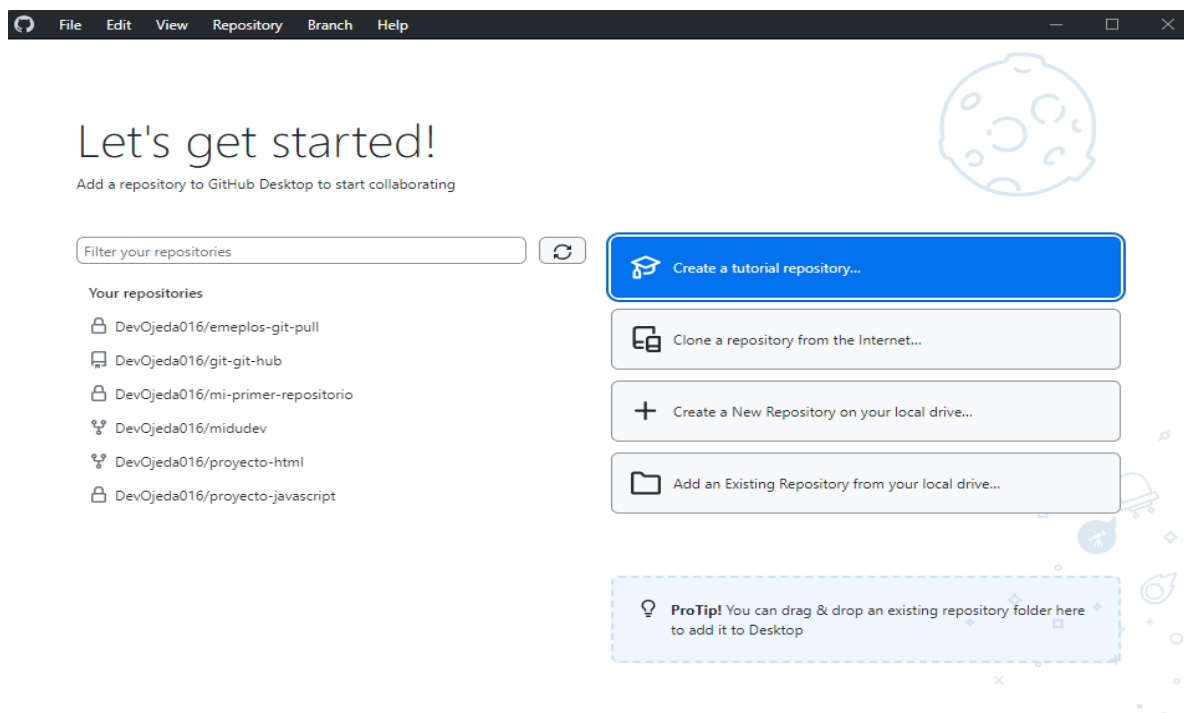 File Edit View Repository Branch Help
Let's get started!
Add a repository to GitHub Desktop to start collaborating
Filter your repositories
Your repositories
DevOjeda016/emeplos-git-pull
DevOjeda016/git-git-hub
DevOjeda016/mi-primer-repositorio
DevOjeda016/midudev
DevOjeda016/proyecto-html
DevOjeda016/proyecto-javascript
Create a tutorial repository...
Clone a repository from the Internet...
Create a New Repository on your local drive...
Add an Existing Repository from your local drive...
ProTip! You can drag & drop an existing repository folder here
to add it to Desktop